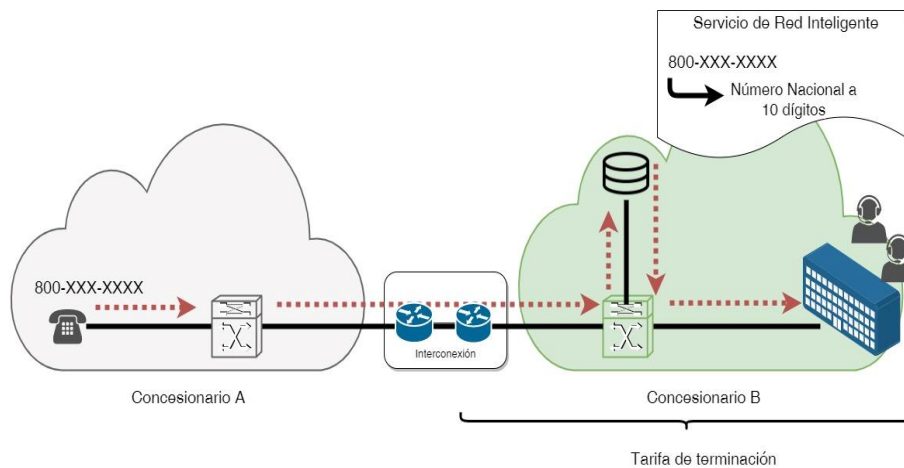 Servicio de Red Inteligente
800-XXX-XXXX
Número Nacional a
10 dígitos
800-XXX-XXXX
Interconexión
Concesionario A
Concesionario B
Tarifa de terminación